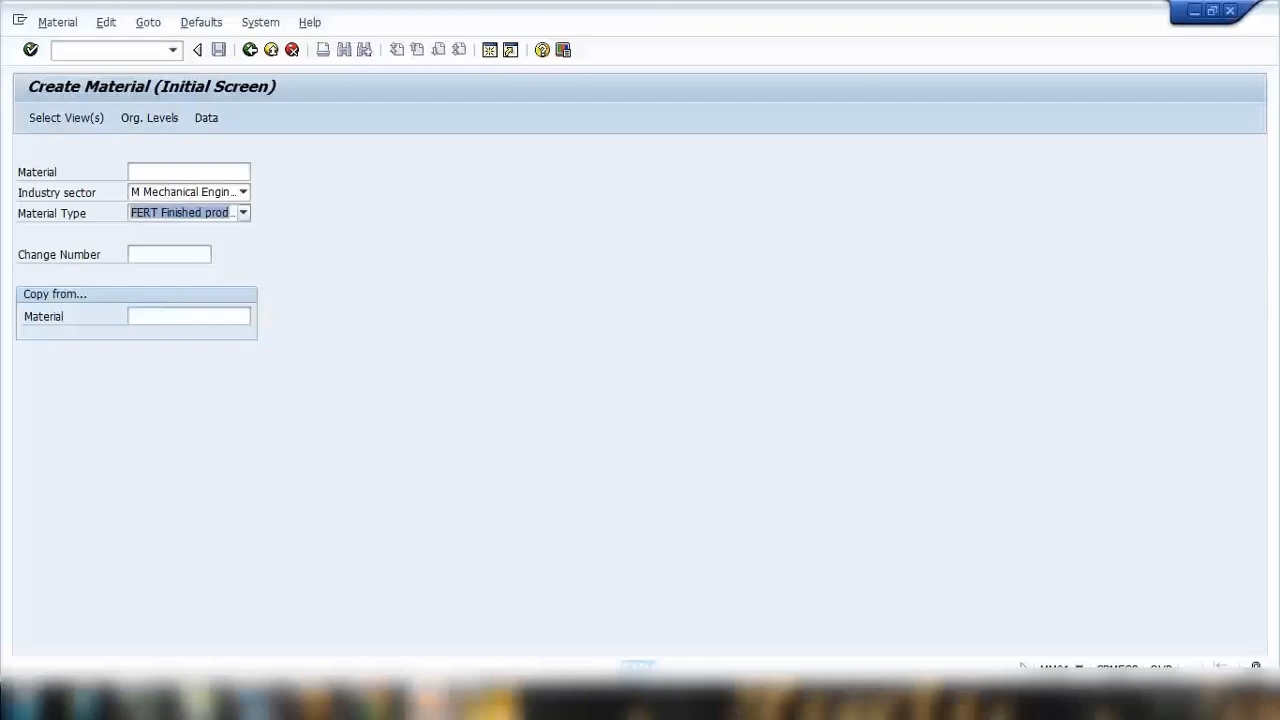 Material Edit Goto Defaults System Help
Create Material (Initial Screen)
Select View(s) Org. Levels Data
Material
Industry sector M Mechanical Engin...
Material Type FERT Finished prod...
Change Number
Copy from...
Material